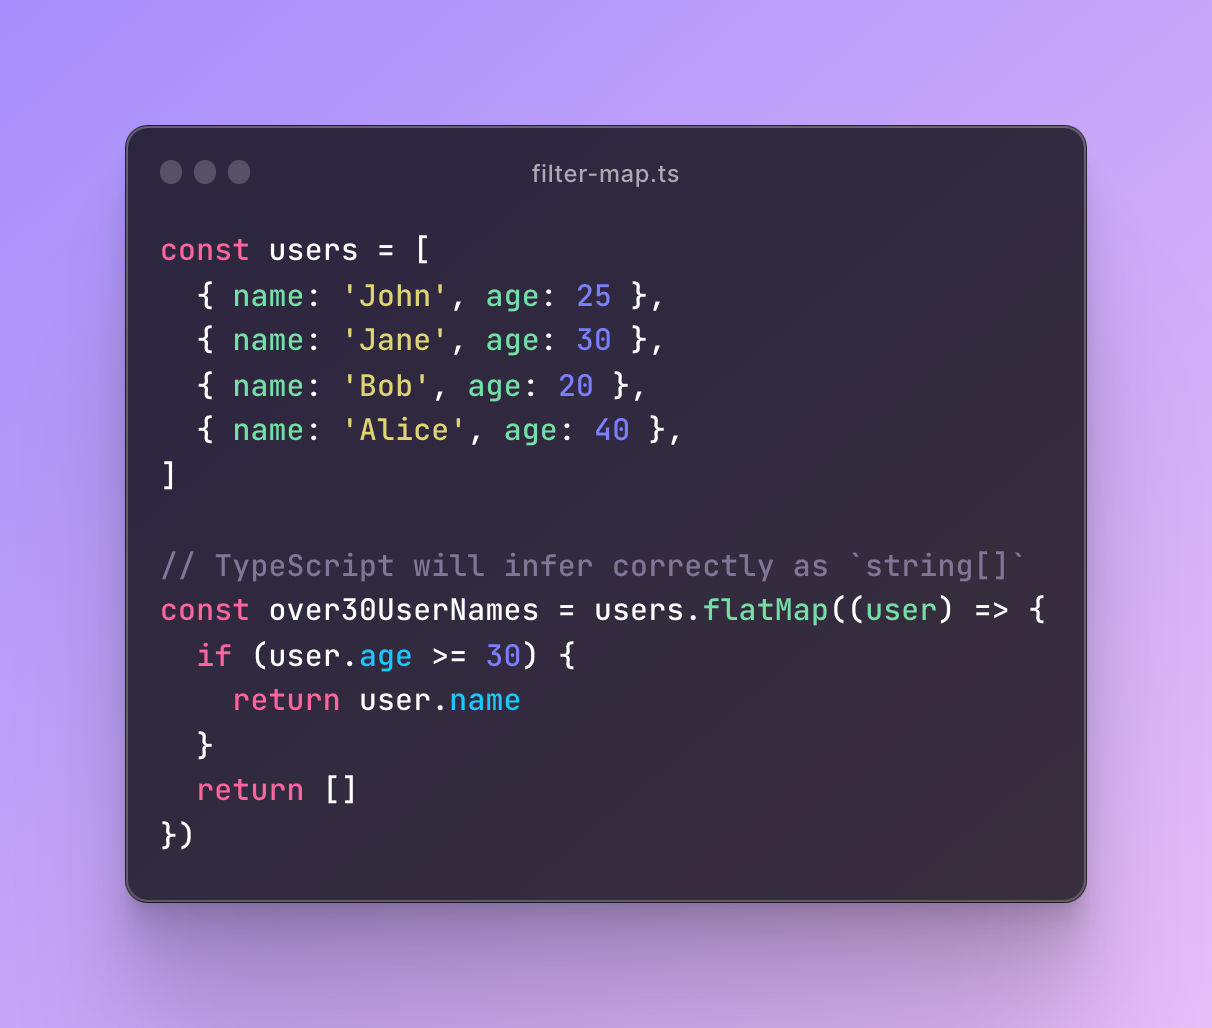 filter-map.ts
const users = [
  { name: 'John', age: 25 },
  { name: 'Jane', age: 30 },
  { name: 'Bob', age: 20 },
  { name: 'Alice', age: 40 },
]

// TypeScript will infer correctly as `string[]`
const over30UserNames = users.flatMap((user) => {
  if (user.age >= 30) {
    return user.name
  }
  return []
})